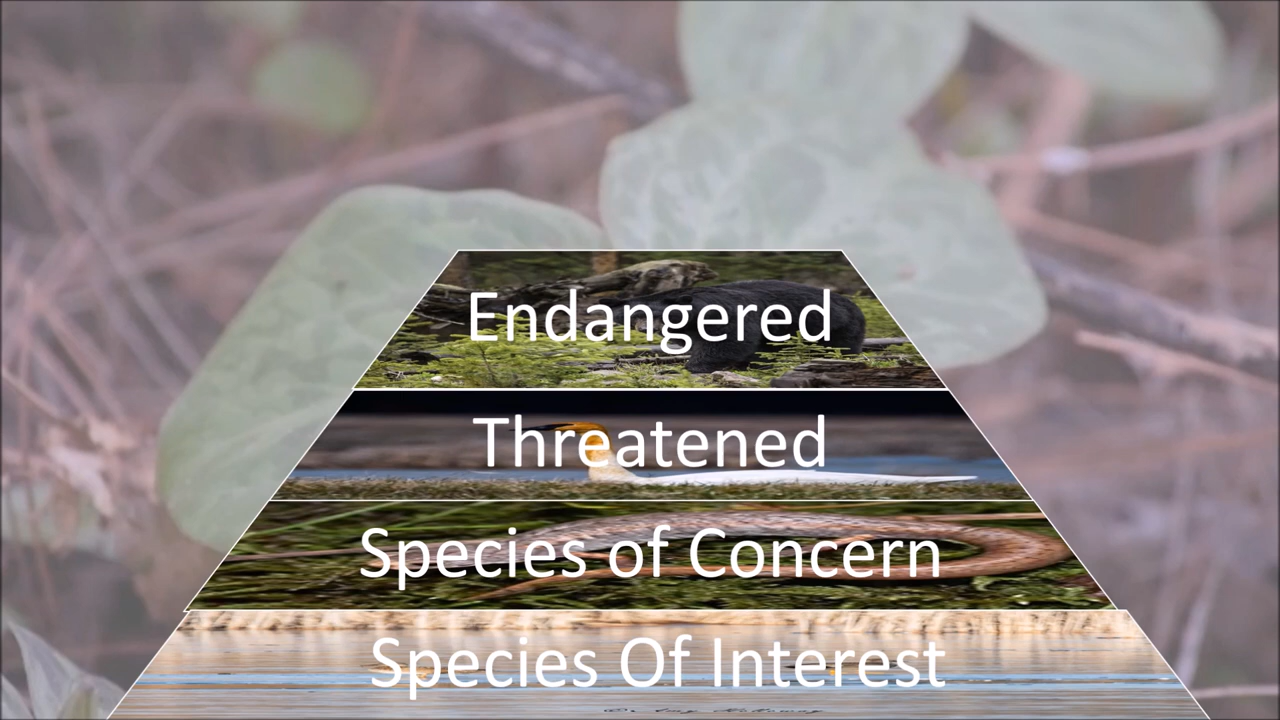 Endangered
Threatened
Species of Concern
Species Of Interest